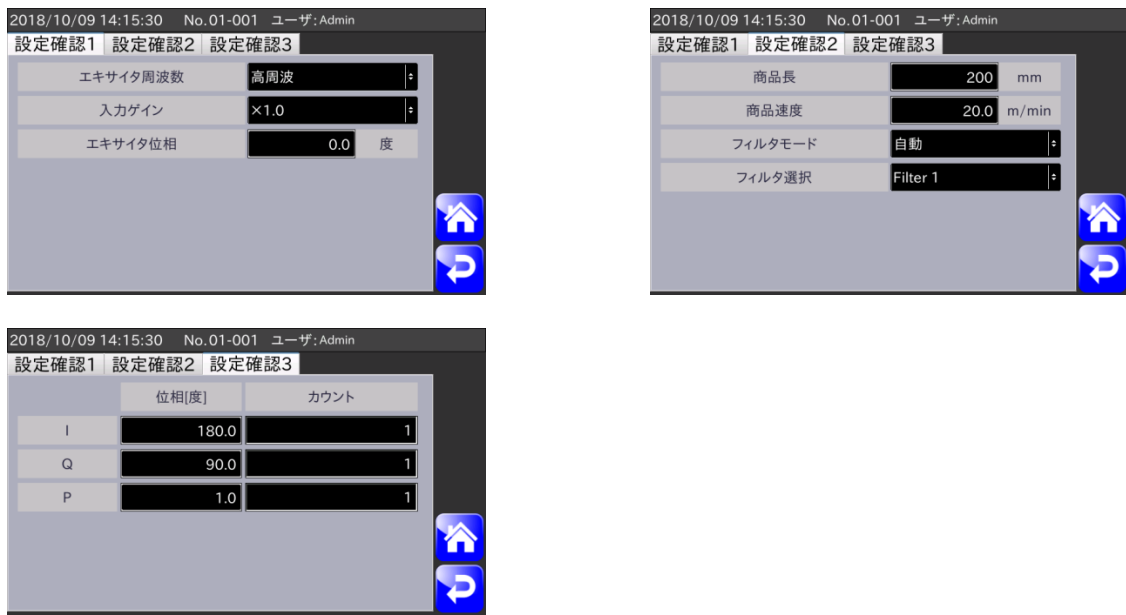 2018/10/09 14:15:30 No.01-001 ユーザ:Admin
設定確認1 設定確認2 設定確認3
エキサイタ周波数 高周波
入力ゲイン ×1.0
エキサイタ位相 0.0 度
2018/10/09 14:15:30 No.01-001 ユーザ:Admin
設定確認1 設定確認2 設定確認3
商品長 200 mm
商品速度 20.0 m/min
フィルタモード 自動
フィルタ選択 Filter 1
2018/10/09 14:15:30 No.01-001 ユーザ:Admin
設定確認1 設定確認2 設定確認3
位相[度] カウント
I 180.0 1
Q 90.0 1
P 1.0 1